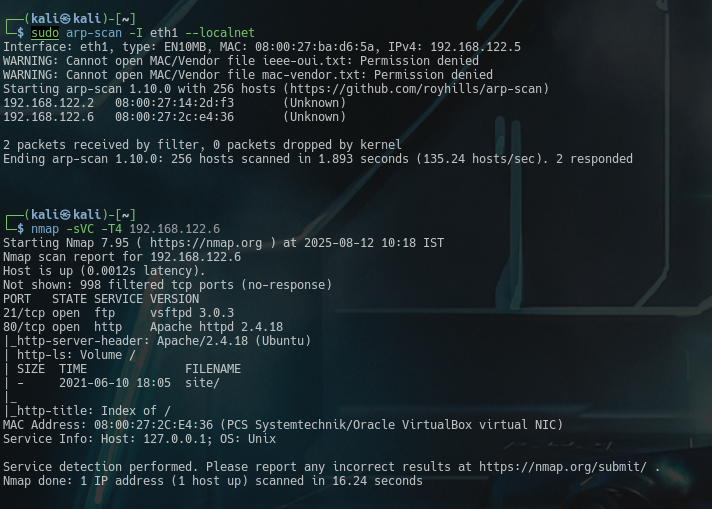 ┌──(kali㉿kali)-[~]
└─$ sudo arp-scan -I eth1 --localnet
Interface: eth1, type: EN10MB, MAC: 08:00:27:ba:d6:5a, IPv4: 192.168.122.5
WARNING: Cannot open MAC/Vendor file ieee-oui.txt: Permission denied
WARNING: Cannot open MAC/Vendor file mac-vendor.txt: Permission denied
Starting arp-scan 1.10.0 with 256 hosts (https://github.com/royhills/arp-scan)
192.168.122.2   08:00:27:14:2d:f3       (Unknown)
192.168.122.6   08:00:27:2c:e4:36       (Unknown)
2 packets received by filter, 0 packets dropped by kernel
Ending arp-scan 1.10.0: 256 hosts scanned in 1.893 seconds (135.24 hosts/sec). 2 responded
┌──(kali㉿kali)-[~]
└─$ nmap -sVC -T4 192.168.122.6
Starting Nmap 7.95 ( https://nmap.org ) at 2025-08-12 10:18 IST
Nmap scan report for 192.168.122.6
Host is up (0.0012s latency).
Not shown: 998 filtered tcp ports (no-response)
PORT   STATE SERVICE VERSION
21/tcp open  ftp     vsftpd 3.0.3
80/tcp open  http    Apache httpd 2.4.18
|_http-server-header: Apache/2.4.18 (Ubuntu)
| http-ls: Volume /
| SIZE  TIME              FILENAME
| -     2021-06-10 18:05  site/
|_
|_http-title: Index of /
MAC Address: 08:00:27:2C:E4:36 (PCS Systemtechnik/Oracle VirtualBox virtual NIC)
Service Info: Host: 127.0.0.1; OS: Unix
Service detection performed. Please report any incorrect results at https://nmap.org/submit/ .
Nmap done: 1 IP address (1 host up) scanned in 16.24 seconds